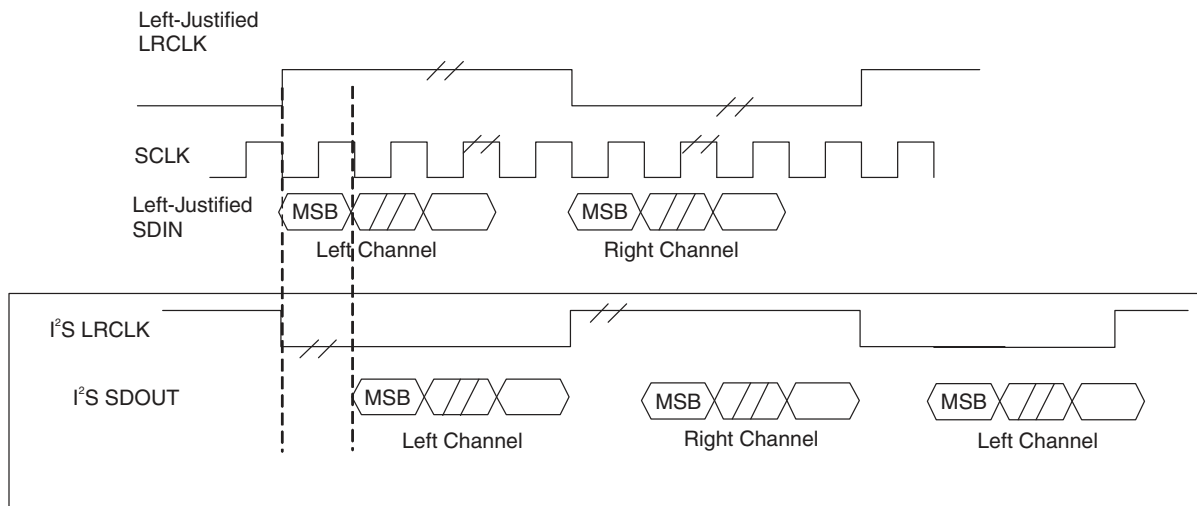 Left-Justified
LRCLK
SCLK
Left-Justified
SDIN
MSB
MSB
Left Channel
Right Channel
I²S LRCLK
I²S SDOUT
MSB
MSB
MSB
Left Channel
Right Channel
Left Channel